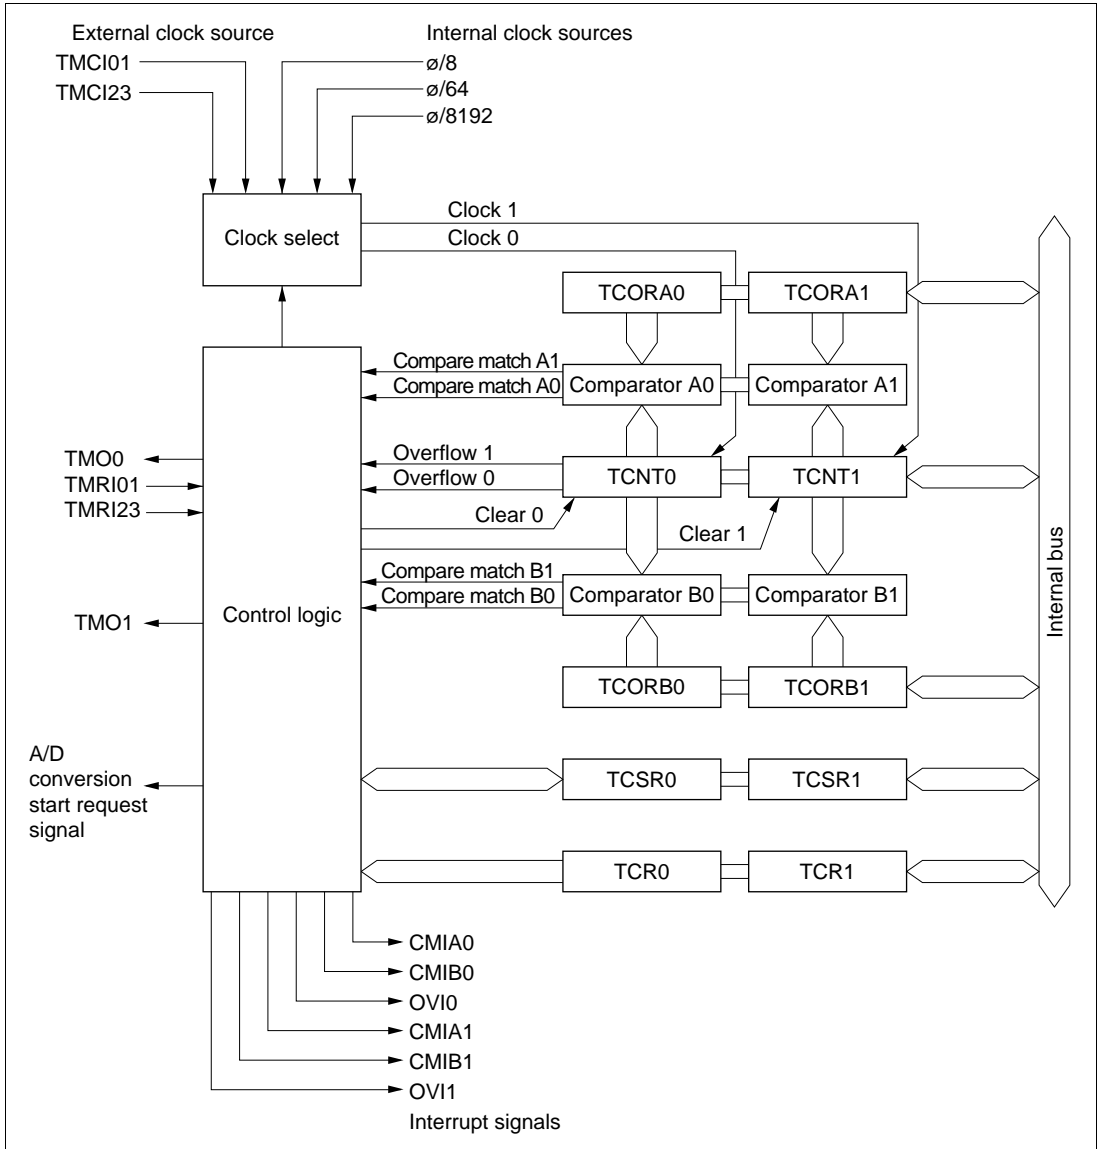 External clock source
Internal clock sources
TMCI01
ø/8
TMCI23
ø/64
ø/8192
Clock select
Clock 1
Clock 0
TCORA0
TCORA1
Compare match A1
Compare match A0
Comparator A0
Comparator A1
TMO0
TMRI01
TMRI23
Overflow 1
Overflow 0
TCNT0
TCNT1
Clear 0
Clear 1
Compare match B1
Compare match B0
Comparator B0
Comparator B1
Control logic
TMO1
Internal bus
TCORB0
TCORB1
A/D
conversion
start request
signal
TCSR0
TCSR1
TCR0
TCR1
CMIA0
CMIB0
OVI0
CMIA1
CMIB1
OVI1
Interrupt signals